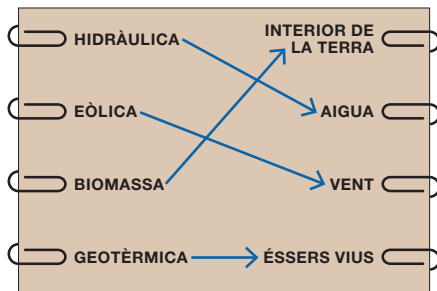 HIDRÀULICA
INTERIOR DE
LA TERRA
EÒLICA
AIGUA
BIOMASSA
VENT
GEOTÈRMICA
ÉSSERS VIUS